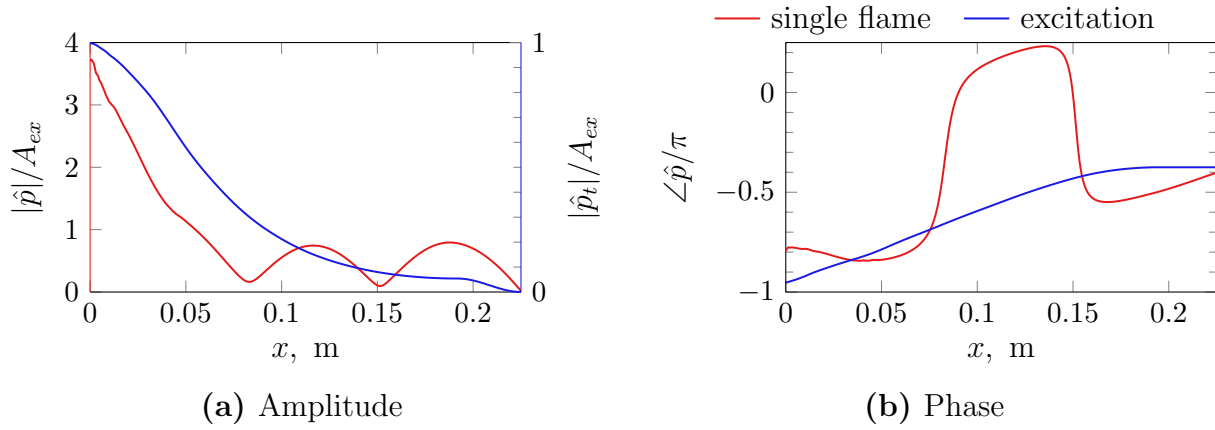 single flame excitation
4
3
2
1
0
|p̂|/A_ex
1
0
|p̂_t|/A_ex
0 0.05 0.1 0.15 0.2
x, m
(a) Amplitude
0
−0.5
−1
∠p̂/π
0 0.05 0.1 0.15 0.2
x, m
(b) Phase